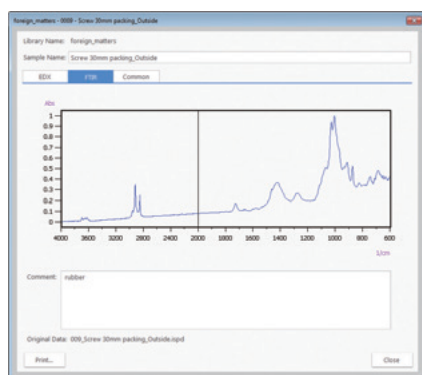 foreign_matters - 0009 - Screw 30mm packing_Outside
Library Name: foreign_matters
Sample Name: Screw 30mm packing_Outside
EDX FTIR Common
Abs
1
0.9
0.8
0.7
0.6
0.5
0.4
0.3
0.2
0.1
0
4000 3600 3200 2800 2400 2000 1600 1200 1000 800 600
1/cm
Comment: rubber
Original Data: 009_Screw 30mm packing_Outside.ispd
Print... Close